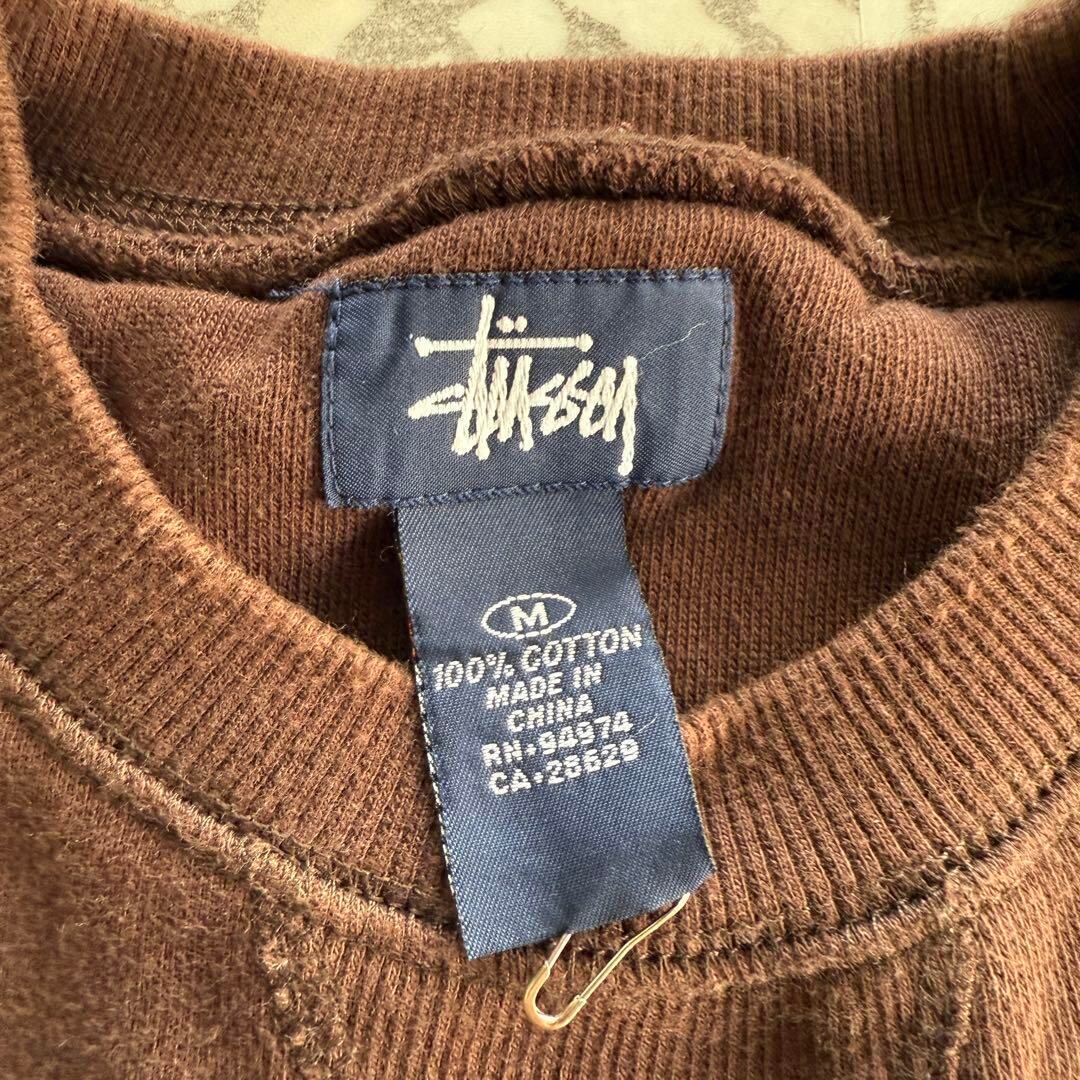 Stüssy
M
100% COTTON
MADE IN
CHINA
RN•94974
CA•28629